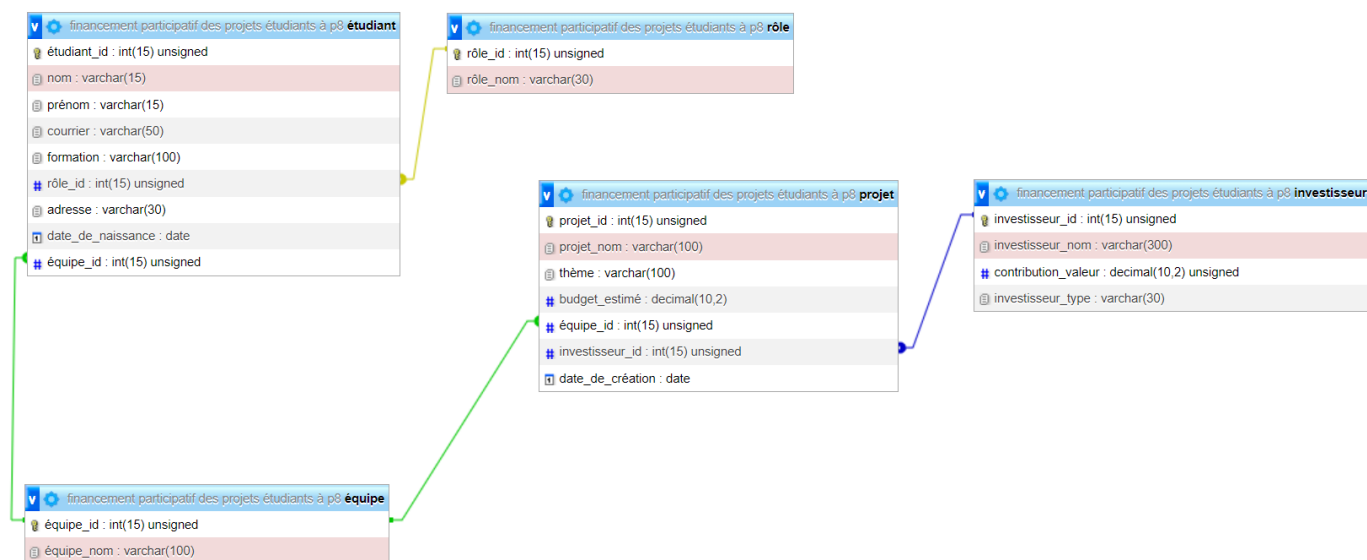 v financement participatif des projets étudiants à p8 étudiant
étudiant_id : int(15) unsigned
nom : varchar(15)
prénom : varchar(15)
courrier : varchar(50)
formation : varchar(100)
# rôle_id : int(15) unsigned
adresse : varchar(30)
date_de_naissance : date
# équipe_id : int(15) unsigned
v financement participatif des projets étudiants à p8 rôle
rôle_id : int(15) unsigned
rôle_nom : varchar(30)
v financement participatif des projets étudiants à p8 projet
projet_id : int(15) unsigned
projet_nom : varchar(100)
thème : varchar(100)
# budget_estimé : decimal(10,2)
# équipe_id : int(15) unsigned
# investisseur_id : int(15) unsigned
date_de_création : date
v financement participatif des projets étudiants à p8 investisseur
investisseur_id : int(15) unsigned
investisseur_nom : varchar(300)
# contribution_valeur : decimal(10,2) unsigned
investisseur_type : varchar(30)
v financement participatif des projets étudiants à p8 équipe
équipe_id : int(15) unsigned
équipe_nom : varchar(100)